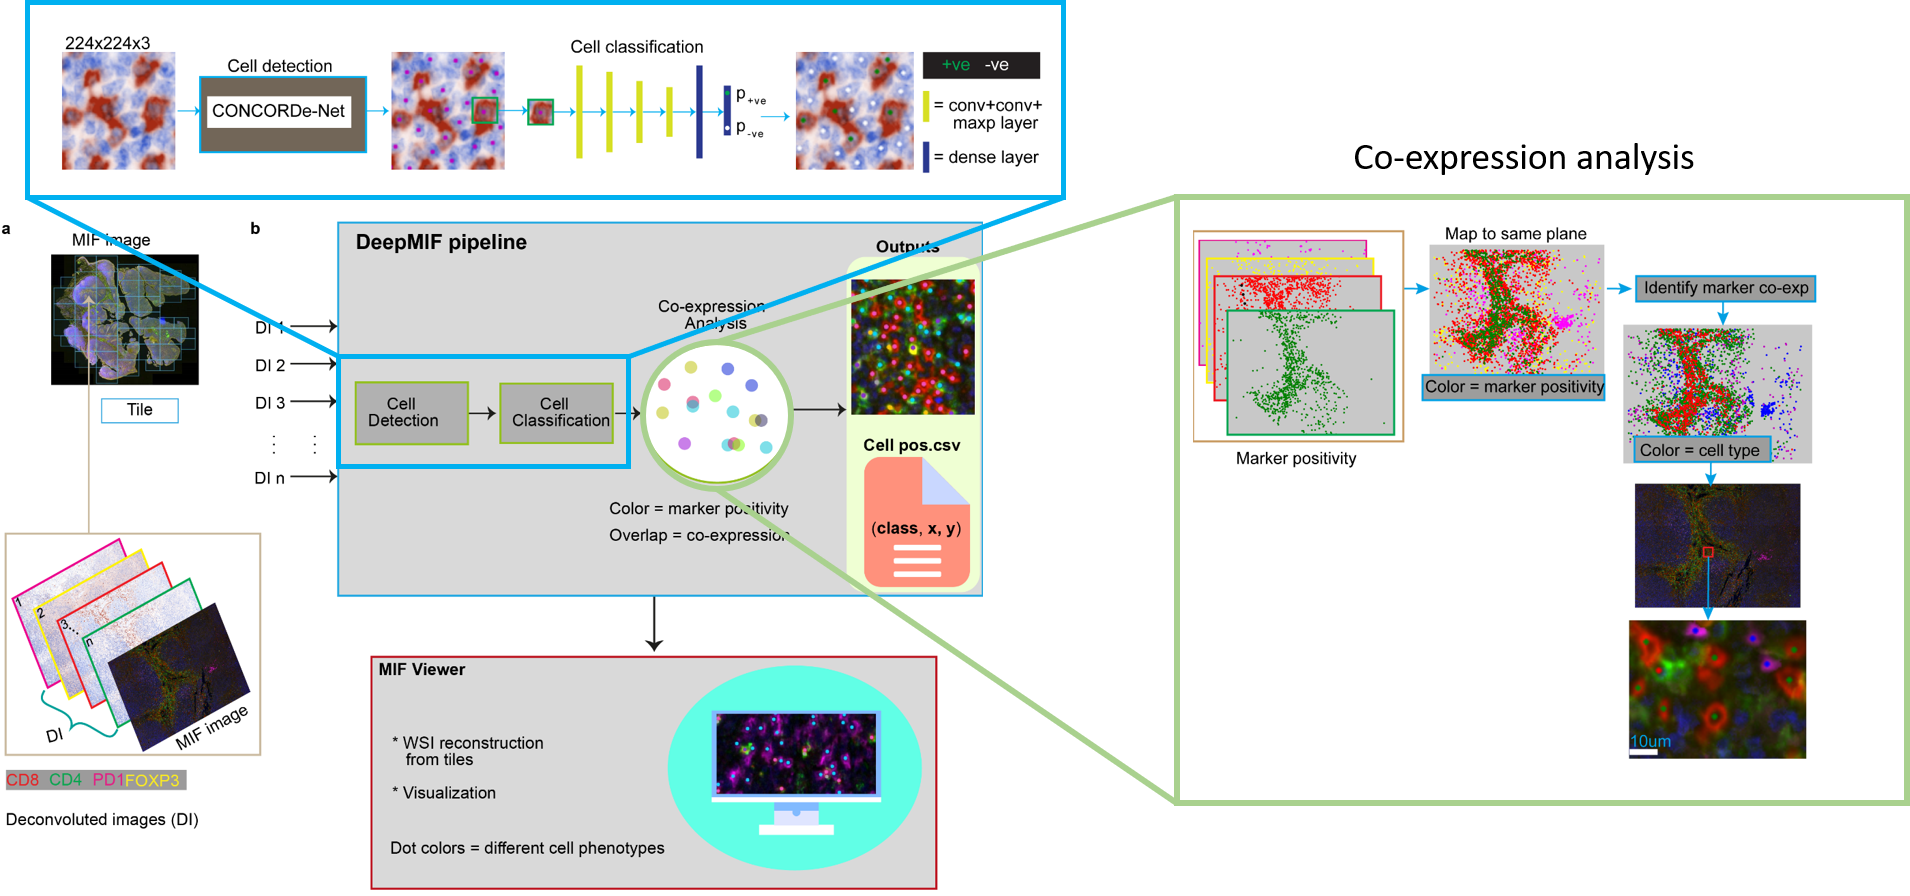 224x224x3
Cell detection
CONCORDe-Net
Cell classification
p+ve
p-ve
+ve -ve
= conv+conv+
maxp layer
= dense layer
Co-expression analysis
a
MIF image
Tile
1
2
3...
n
DI
MIF image
CD8 CD4 PD1 FOXP3
Deconvoluted images (DI)
b
DeepMIF pipeline
DI 1
DI 2
DI 3
DI n
Cell
Detection
Cell
Classification
Co-expression
Analysis
Color = marker positivity
Overlap = co-expression
Outputs
Cell pos.csv
(class, x, y)
MIF Viewer
* WSI reconstruction
from tiles
* Visualization
Dot colors = different cell phenotypes
Marker positivity
Map to same plane
Color = marker positivity
Identify marker co-exp
Color = cell type
10um